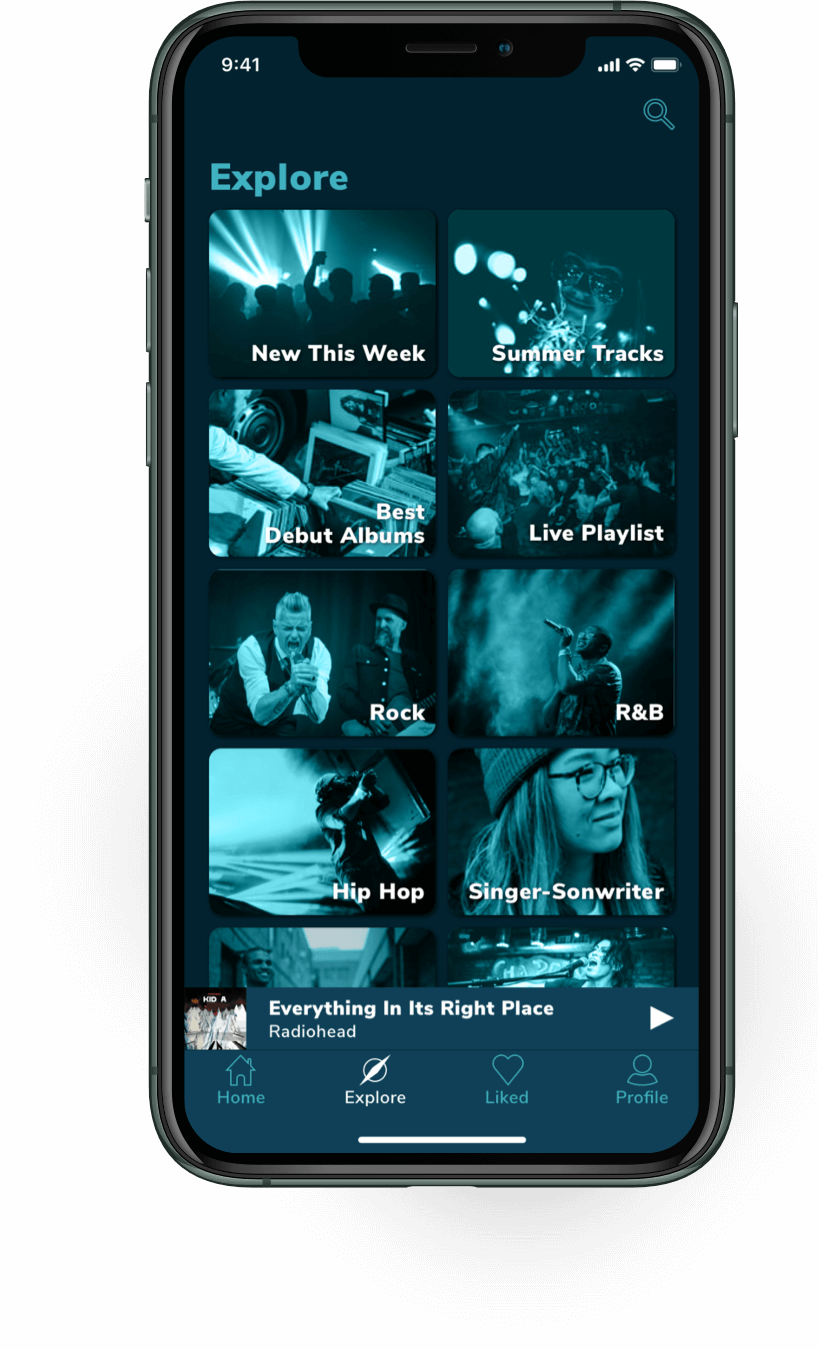 9:41
Explore
New This Week
Summer Tracks
Best
Debut Albums
Live Playlist
Rock
R&B
Hip Hop
Singer-Sonwriter
KID A
Everything In Its Right Place
Radiohead
Home
Explore
Liked
Profile